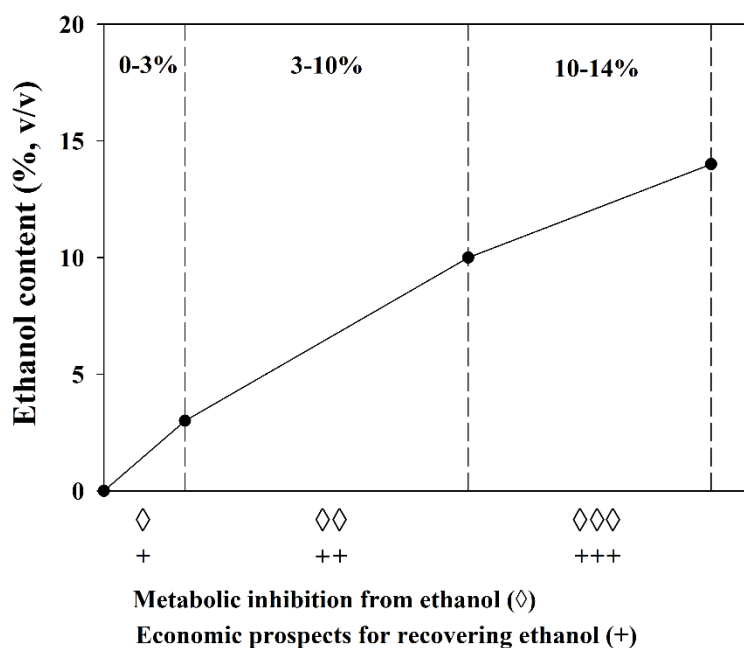 20
0-3% 3-10% 10-14%
15
10
5
0
Ethanol content (%, v/v)
◊ ◊◊ ◊◊◊
+ ++ +++
Metabolic inhibition from ethanol (◊)
Economic prospects for recovering ethanol (+)